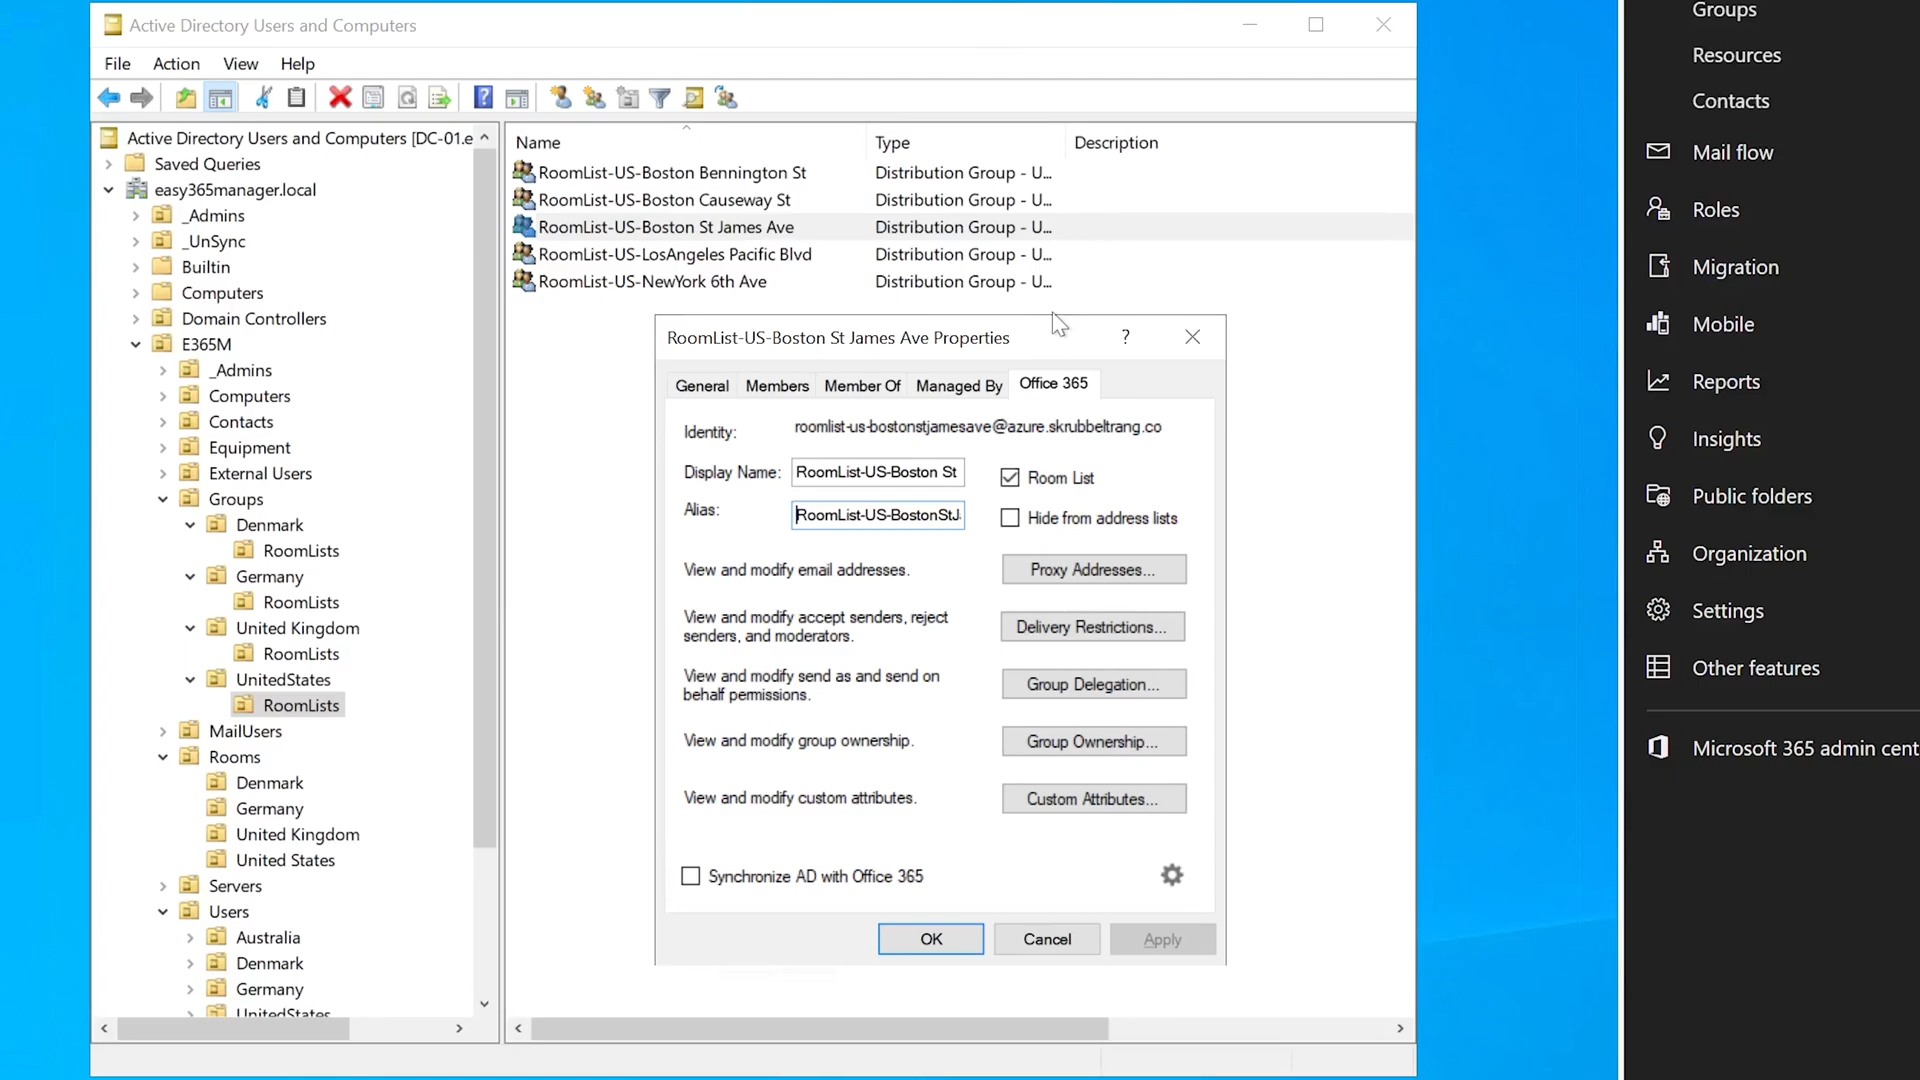 Active Directory Users and Computers
File Action View Help
Active Directory Users and Computers [DC-01.e
Saved Queries
easy365manager.local
_Admins
_UnSync
Builtin
Computers
Domain Controllers
E365M
_Admins
Computers
Contacts
Equipment
External Users
Groups
Denmark
RoomLists
Germany
RoomLists
United Kingdom
RoomLists
UnitedStates
RoomLists
MailUsers
Rooms
Denmark
Germany
United Kingdom
United States
Servers
Users
Australia
Denmark
Germany
UnitedStates
Name Type Description
RoomList-US-Boston Bennington St Distribution Group - U...
RoomList-US-Boston Causeway St Distribution Group - U...
RoomList-US-Boston St James Ave Distribution Group - U...
RoomList-US-LosAngeles Pacific Blvd Distribution Group - U...
RoomList-US-NewYork 6th Ave Distribution Group - U...
RoomList-US-Boston St James Ave Properties ?
General Members Member Of Managed By Office 365
Identity: roomlist-us-bostonstjamesave@azure.skrubbeltrang.co
Display Name: RoomList-US-Boston St Room List
Alias: RoomList-US-BostonStJ Hide from address lists
View and modify email addresses. Proxy Addresses...
View and modify accept senders, reject
senders, and moderators. Delivery Restrictions...
View and modify send as and send on
behalf permissions. Group Delegation...
View and modify group ownership. Group Ownership...
View and modify custom attributes. Custom Attributes...
Synchronize AD with Office 365
OK Cancel Apply
Groups
Resources
Contacts
Mail flow
Roles
Migration
Mobile
Reports
Insights
Public folders
Organization
Settings
Other features
Microsoft 365 admin cent